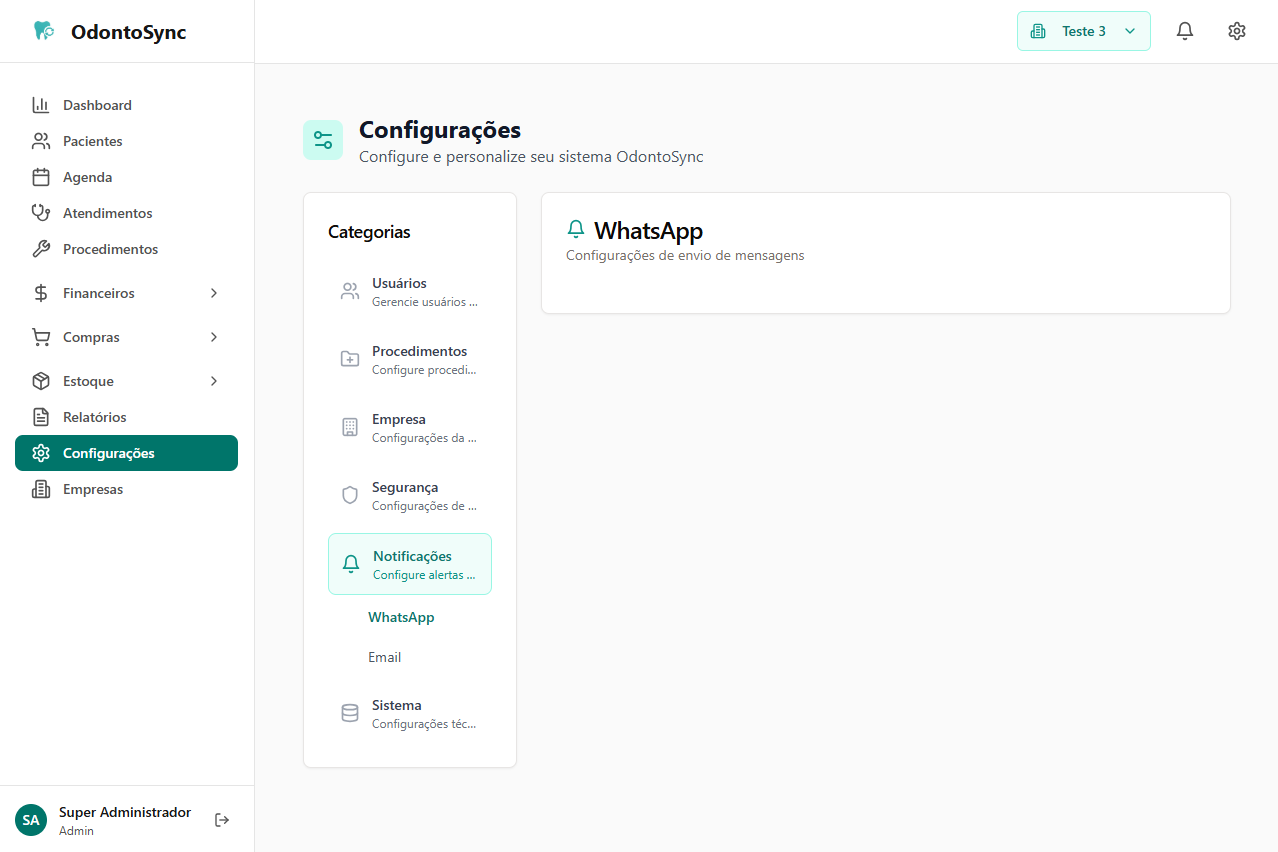 OdontoSync
Teste 3
Dashboard
Pacientes
Agenda
Atendimentos
Procedimentos
Financeiros
Compras
Estoque
Relatórios
Configurações
Empresas
Super Administrador
Admin
SA
Configurações
Configure e personalize seu sistema OdontoSync
Categorias
Usuários
Gerencie usuários ...
Procedimentos
Configure procedi...
Empresa
Configurações da ...
Segurança
Configurações de ...
Notificações
Configure alertas ...
WhatsApp
Email
Sistema
Configurações téc...
WhatsApp
Configurações de envio de mensagens